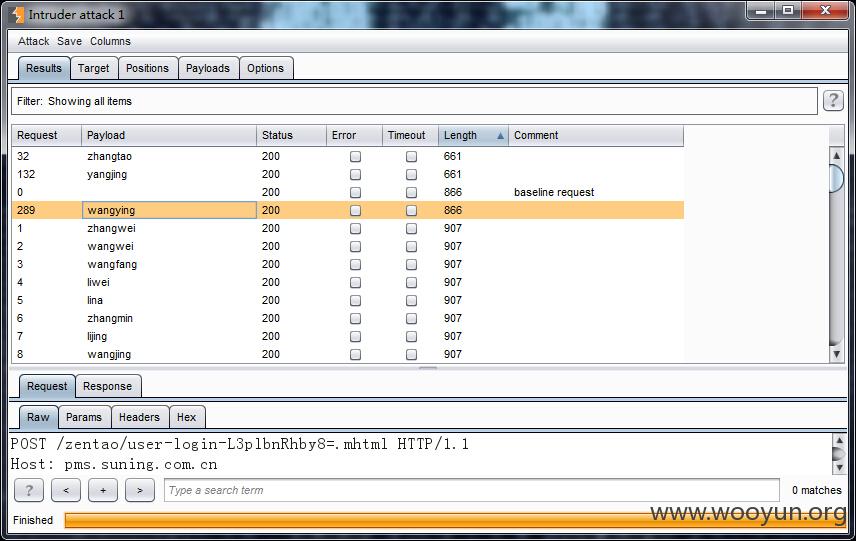 Intruder attack 1
Attack Save Columns
Results Target Positions Payloads Options
Filter: Showing all items ?
Request Payload Status Error Timeout Length Comment
32 zhangtao 200 661
132 yangjing 200 661
0 200 866 baseline request
289 wangying 200 866
1 zhangwei 200 907
2 wangwei 200 907
3 wangfang 200 907
4 liwei 200 907
5 lina 200 907
6 zhangmin 200 907
7 lijing 200 907
8 wangjing 200 907
Request Response
Raw Params Headers Hex
POST /zentao/user-login-L3plbnRhby8=.mhtml HTTP/1.1
Host: pms.suning.com.cn
? < + > Type a search term 0 matches
Finished
www.wooyun.org